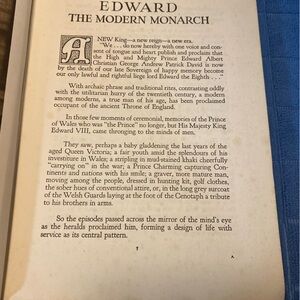 EDWARD
THE MODERN MONARCH
A NEW King—a new reign—a new era.
"We . . . do now hereby with one voice and con-
sent of tongue and heart publish and proclaim that
the High and Mighty Prince Edward Albert
Christian George Andrew Patrick David is now
by the death of our late Sovereign of happy memory become
our only lawful and rightful liege lord Edward the Eighth . . ."
With archaic phrase and traditional rites, contrasting oddly
with the utilitarian hurry of the twentieth century, a modern
among moderns, a true man of his age, has been proclaimed
occupant of the ancient Throne of England.
In those few moments of ceremonial, memories of the Prince
of Wales who was "the Prince" no longer, but His Majesty King
Edward VIII, came thronging to the minds of men.
They saw, perhaps a baby gladdening the last years of the
aged Queen Victoria; a fair youth amid the splendours of his
investiture in Wales; a stripling in mud-stained khaki cheerfully
"carrying on" in the war; a Prince Charming capturing Con-
tinents and nations with his smile; a graver, more mature man,
moving among the people, dressed in hunting kit, golf clothes,
the sober hues of conventional attire, or, in the long grey surcoat
of the Welsh Guards laying at the foot of the Cenotaph a tribute
to his brothers in arms.
So the episodes passed across the mirror of the mind's eye
as the heralds proclaimed him, forming a design of life with
service as its central pattern.
A